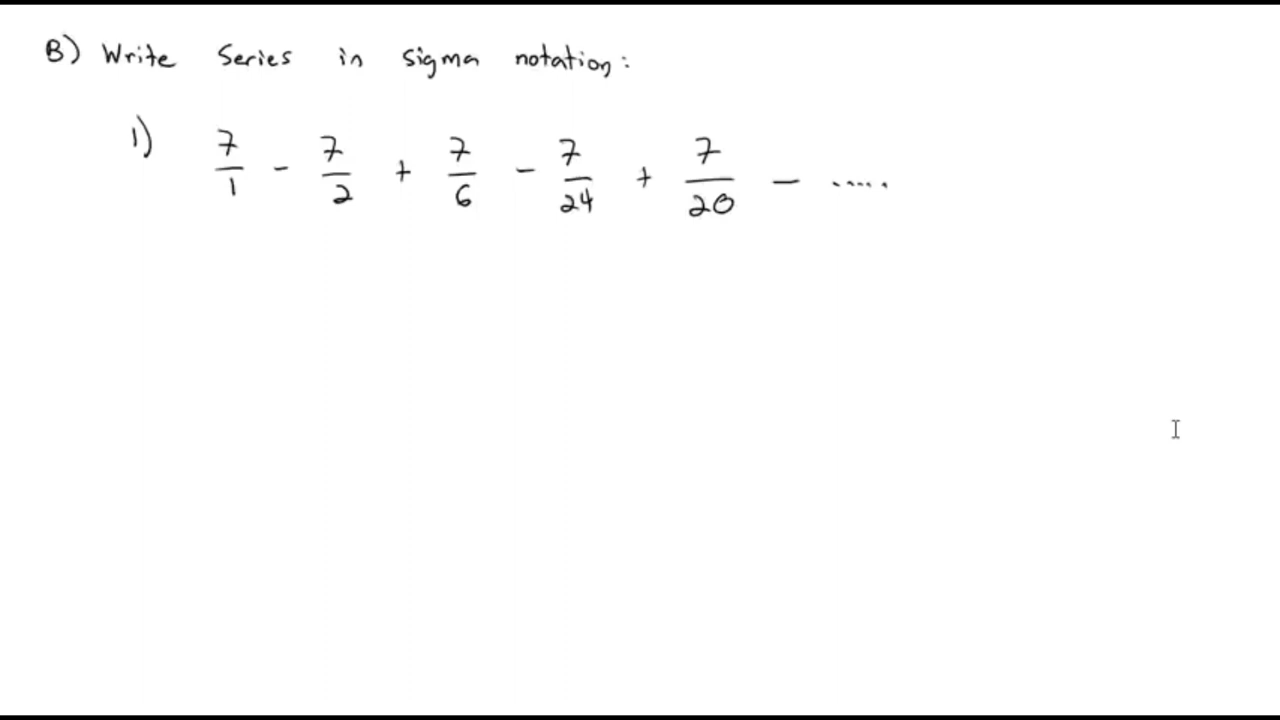 B) Write Series in sigma notation:
1) 7/1 - 7/2 + 7/6 - 7/24 + 7/20 - .....